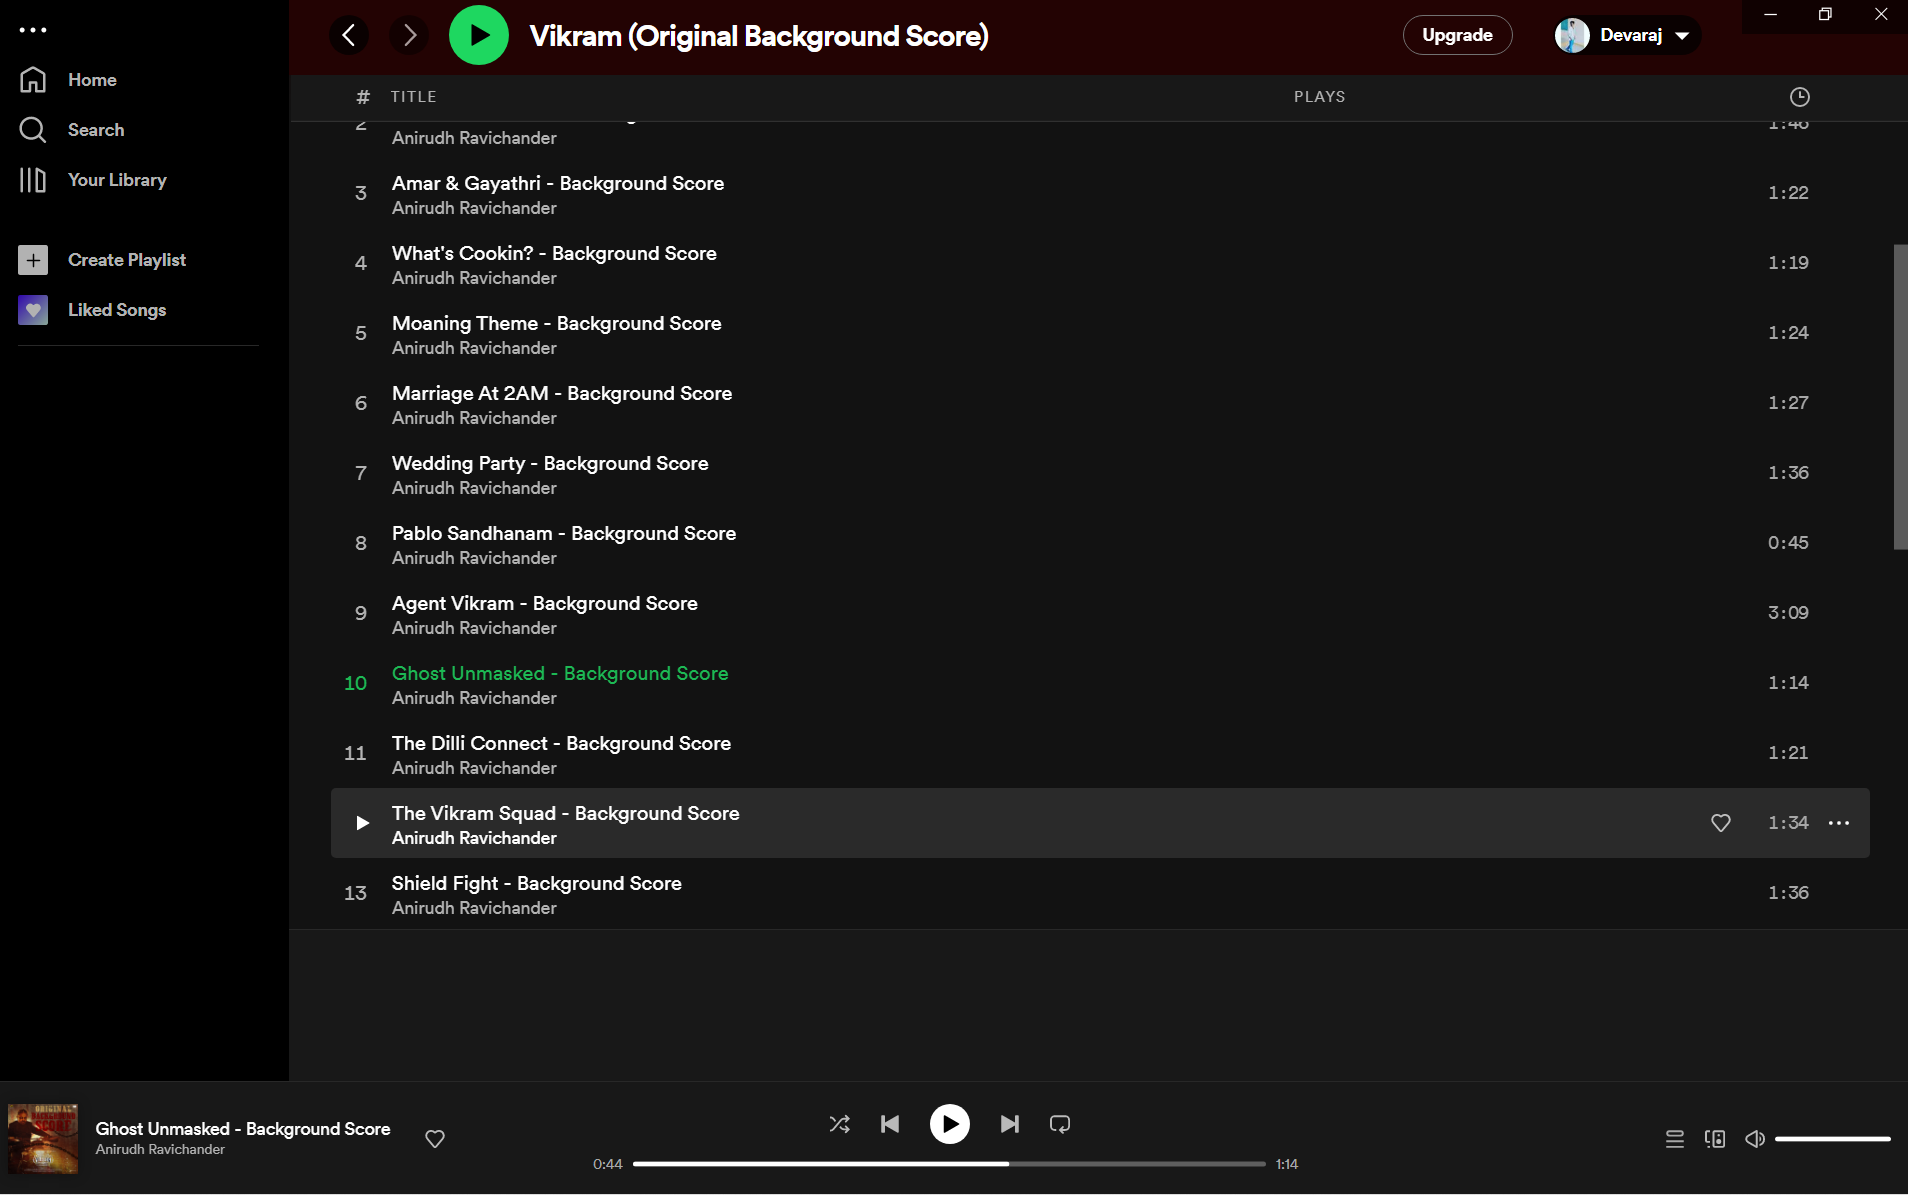 Home
Search
Your Library
Create Playlist
Liked Songs
Vikram (Original Background Score)
Upgrade
Devaraj
# TITLE PLAYS
2 1:46
Anirudh Ravichander
3 Amar & Gayathri - Background Score 1:22
Anirudh Ravichander
4 What's Cookin? - Background Score 1:19
Anirudh Ravichander
5 Moaning Theme - Background Score 1:24
Anirudh Ravichander
6 Marriage At 2AM - Background Score 1:27
Anirudh Ravichander
7 Wedding Party - Background Score 1:36
Anirudh Ravichander
8 Pablo Sandhanam - Background Score 0:45
Anirudh Ravichander
9 Agent Vikram - Background Score 3:09
Anirudh Ravichander
10 Ghost Unmasked - Background Score 1:14
Anirudh Ravichander
11 The Dilli Connect - Background Score 1:21
Anirudh Ravichander
The Vikram Squad - Background Score 1:34
Anirudh Ravichander
13 Shield Fight - Background Score 1:36
Anirudh Ravichander
ORIGINAL
BACKGROUND
SCORE
Ghost Unmasked - Background Score
Anirudh Ravichander
0:44 1:14